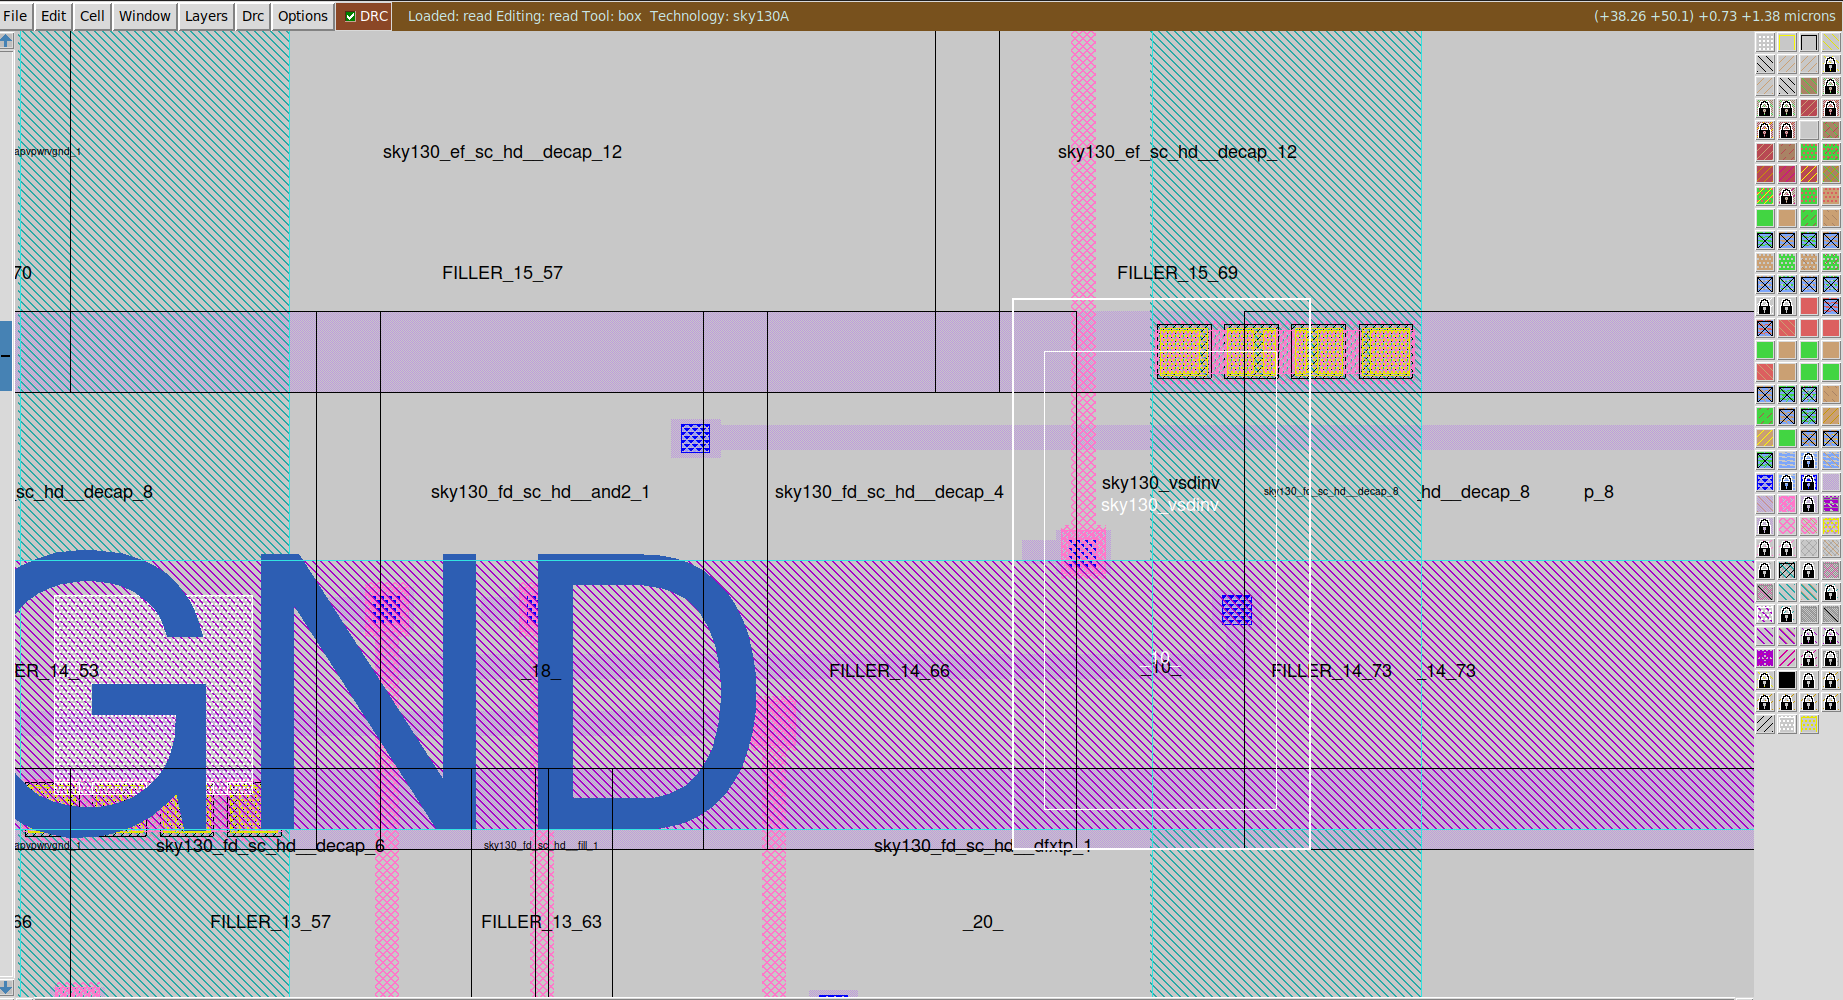 File Edit Cell Window Layers Drc Options DRC Loaded: read Editing: read Tool: box Technology: sky130A (+38.26 +50.1) +0.73 +1.38 microns
apvpwrvgnd_1 sky130_ef_sc_hd__decap_12 sky130_ef_sc_hd__decap_12
70 FILLER_15_57 FILLER_15_69
sc_hd__decap_8 sky130_fd_sc_hd__and2_1 sky130_fd_sc_hd__decap_4 sky130_vsdinv sky130_fd_sc_hd__decap_8 _hd__decap_8 p_8
sky130_vsdinv
GND
ER_14_53 _18_ FILLER_14_66 _10_ FILLER_14_73 _14_73
apvpwrvgnd_1 sky130_fd_sc_hd__decap_6 sky130_fd_sc_hd__fill_1 sky130_fd_sc_hd__dfxtp_1
66 FILLER_13_57 FILLER_13_63 _20_